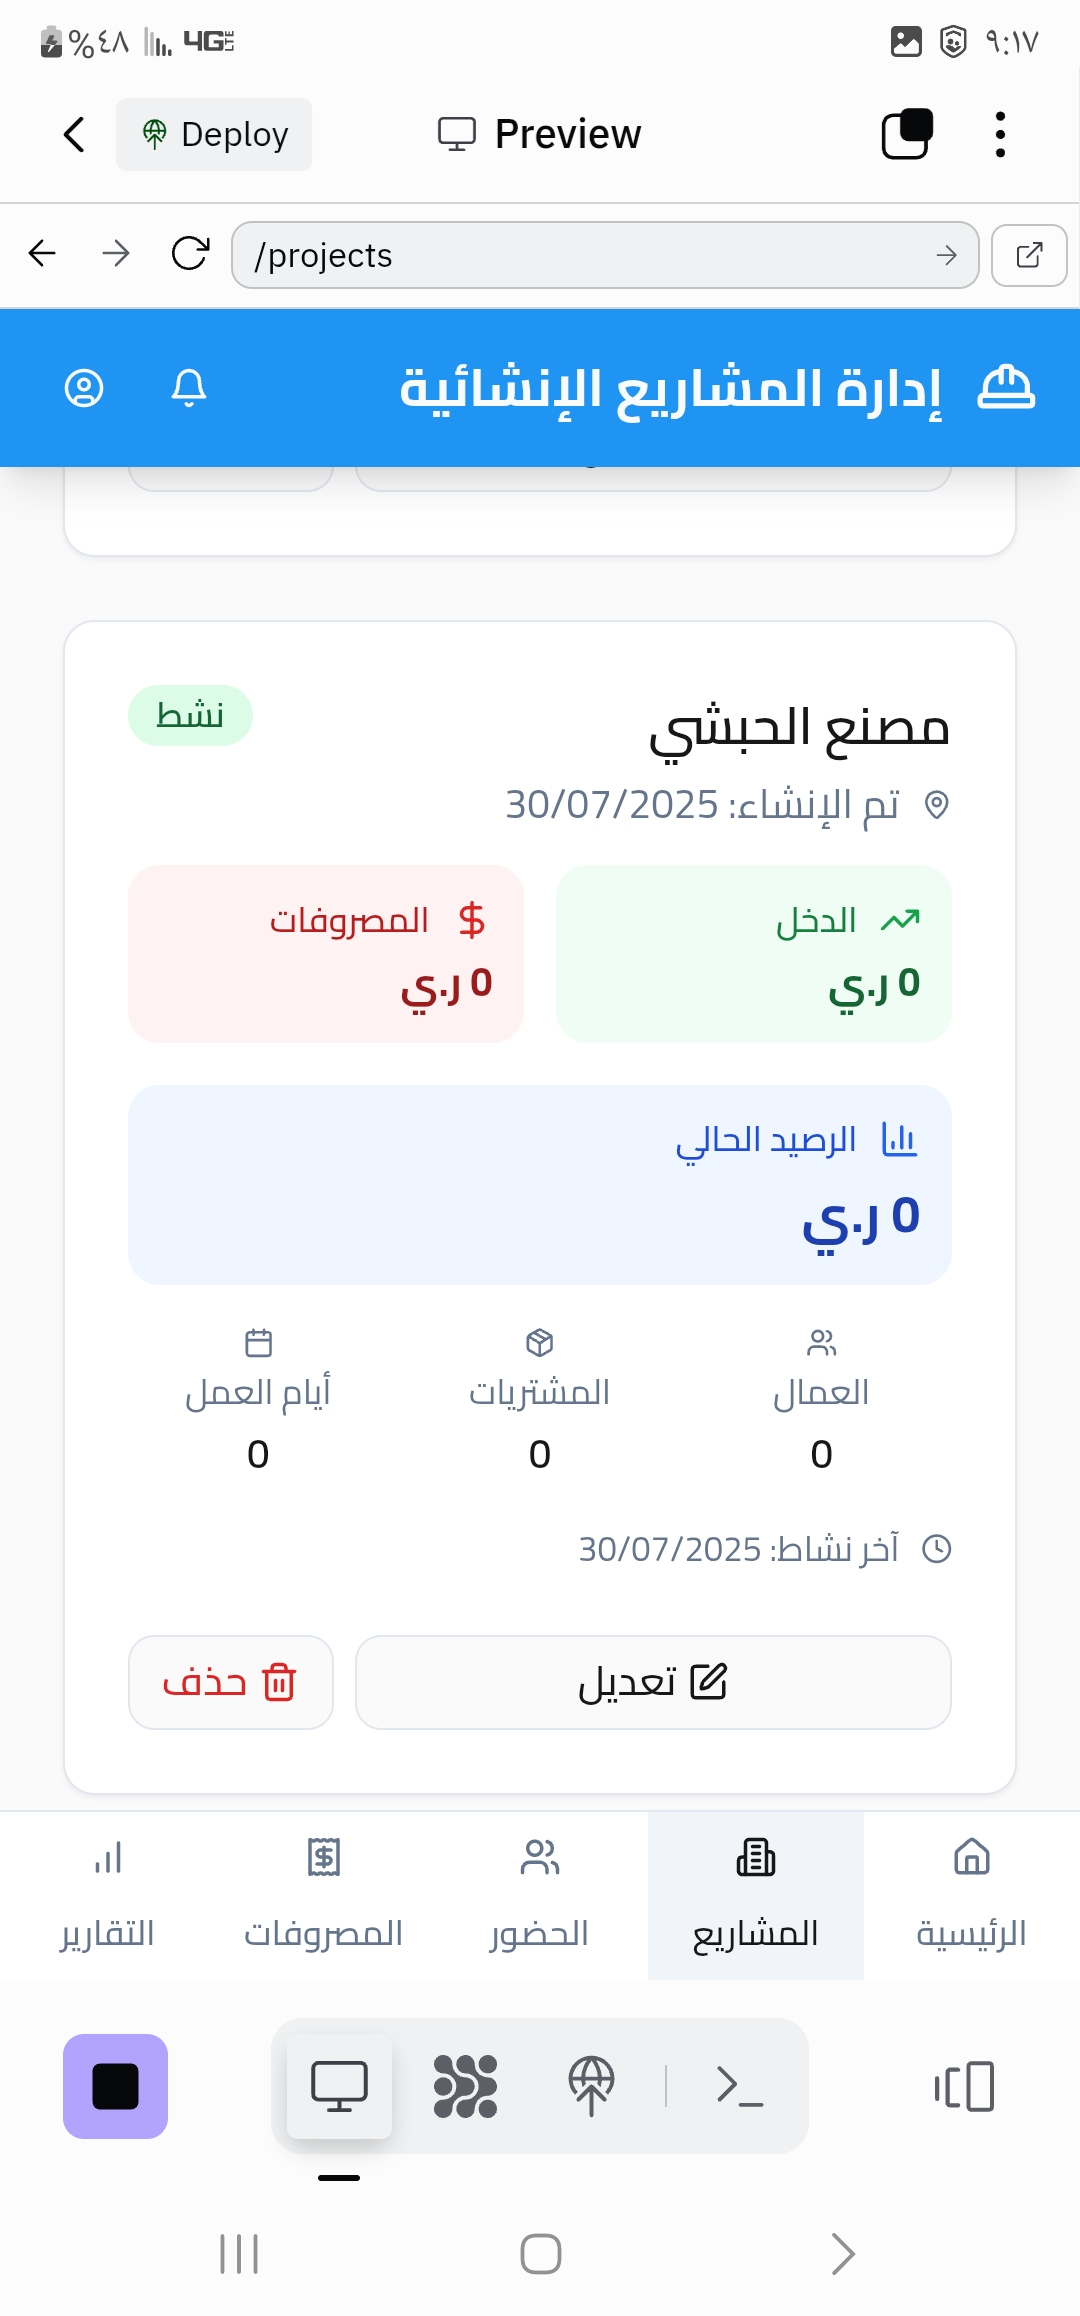 ٩:١٧
4G LTE
%٤٨
Deploy
Preview
/projects
إدارة المشاريع الإنشائية
مصنع الحبشي
نشط
تم الإنشاء: 30/07/2025
الدخل
0 ر.ي
المصروفات
0 ر.ي
الرصيد الحالي
0 ر.ي
العمال
0
المشتريات
0
أيام العمل
0
آخر نشاط: 30/07/2025
تعديل
حذف
الرئيسية
المشاريع
الحضور
المصروفات
التقارير